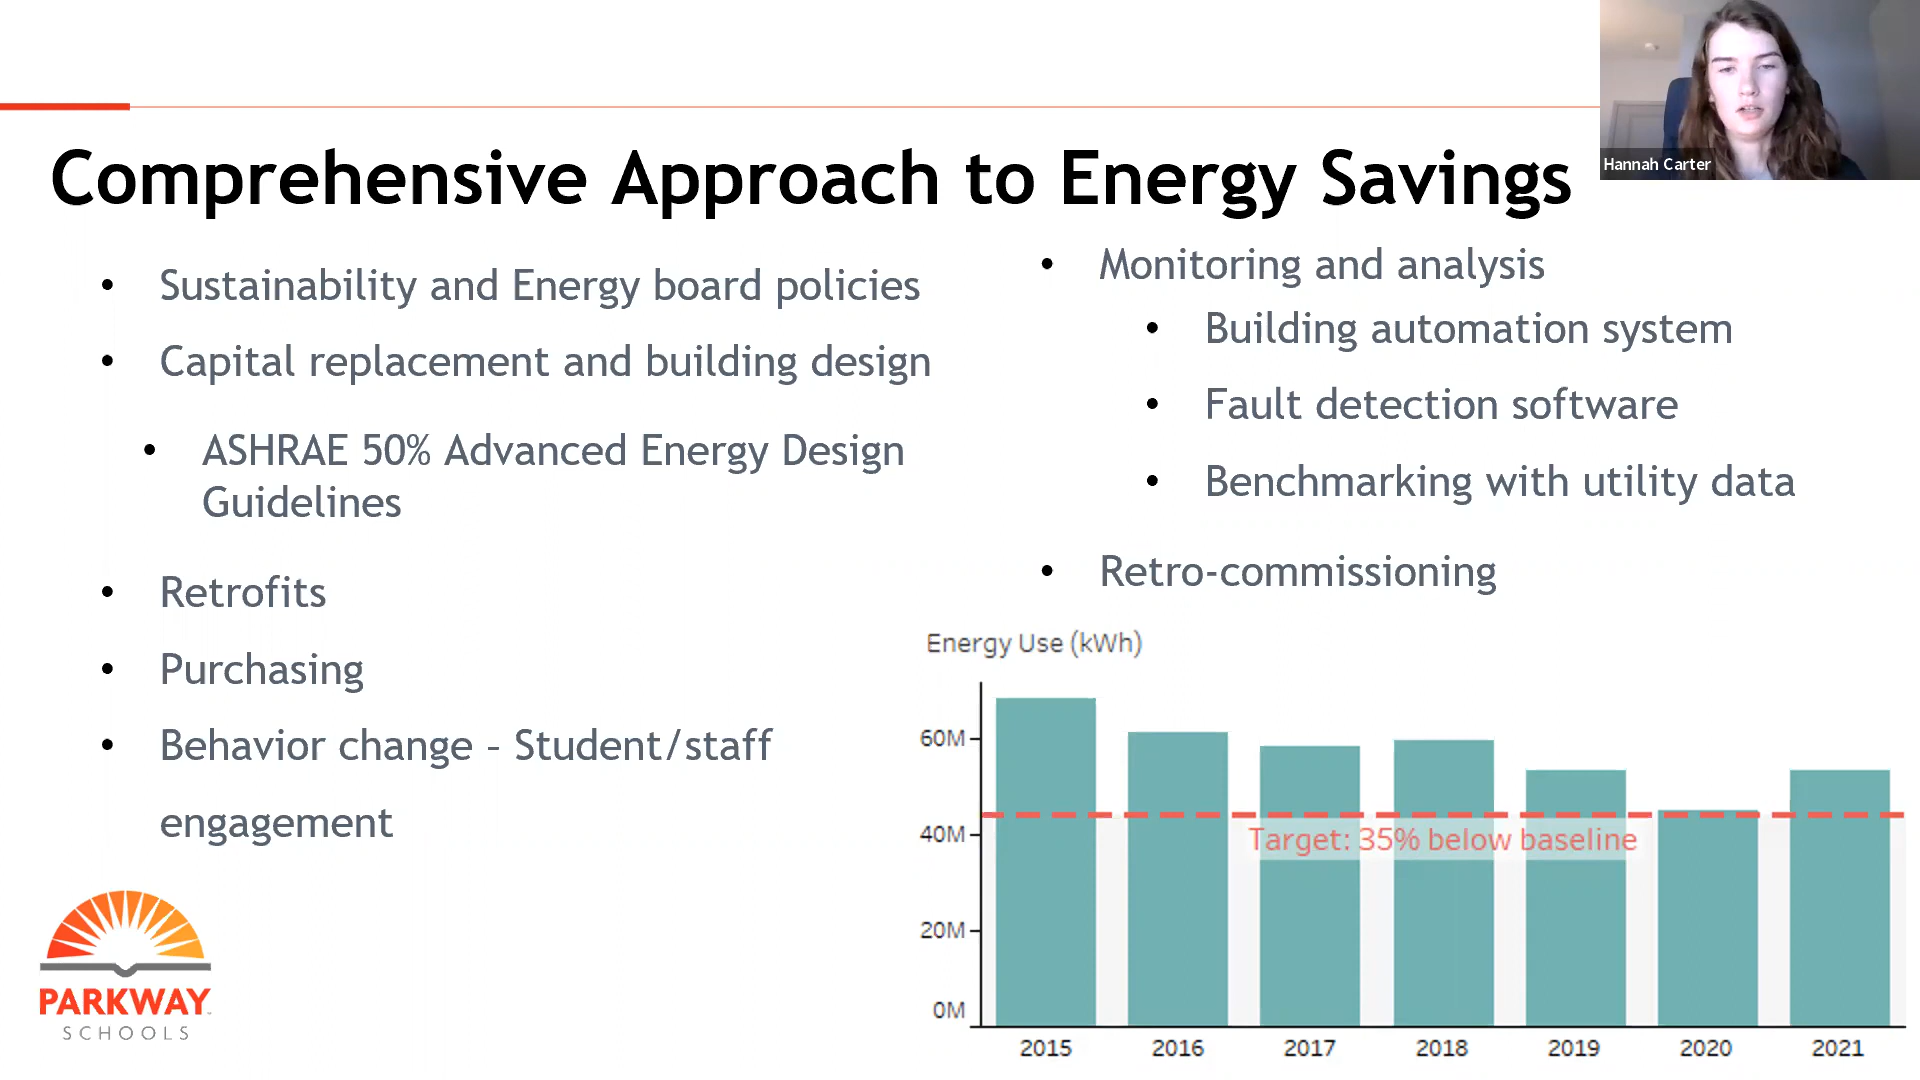 Hannah Carter
Comprehensive Approach to Energy Savings
• Sustainability and Energy board policies
• Capital replacement and building design
• ASHRAE 50% Advanced Energy Design
Guidelines
• Retrofits
• Purchasing
• Behavior change – Student/staff
engagement
• Monitoring and analysis
• Building automation system
• Fault detection software
• Benchmarking with utility data
• Retro-commissioning
Energy Use (kWh)
60M
40M
20M
0M
Target: 35% below baseline
2015 2016 2017 2018 2019 2020 2021
PARKWAY
SCHOOLS